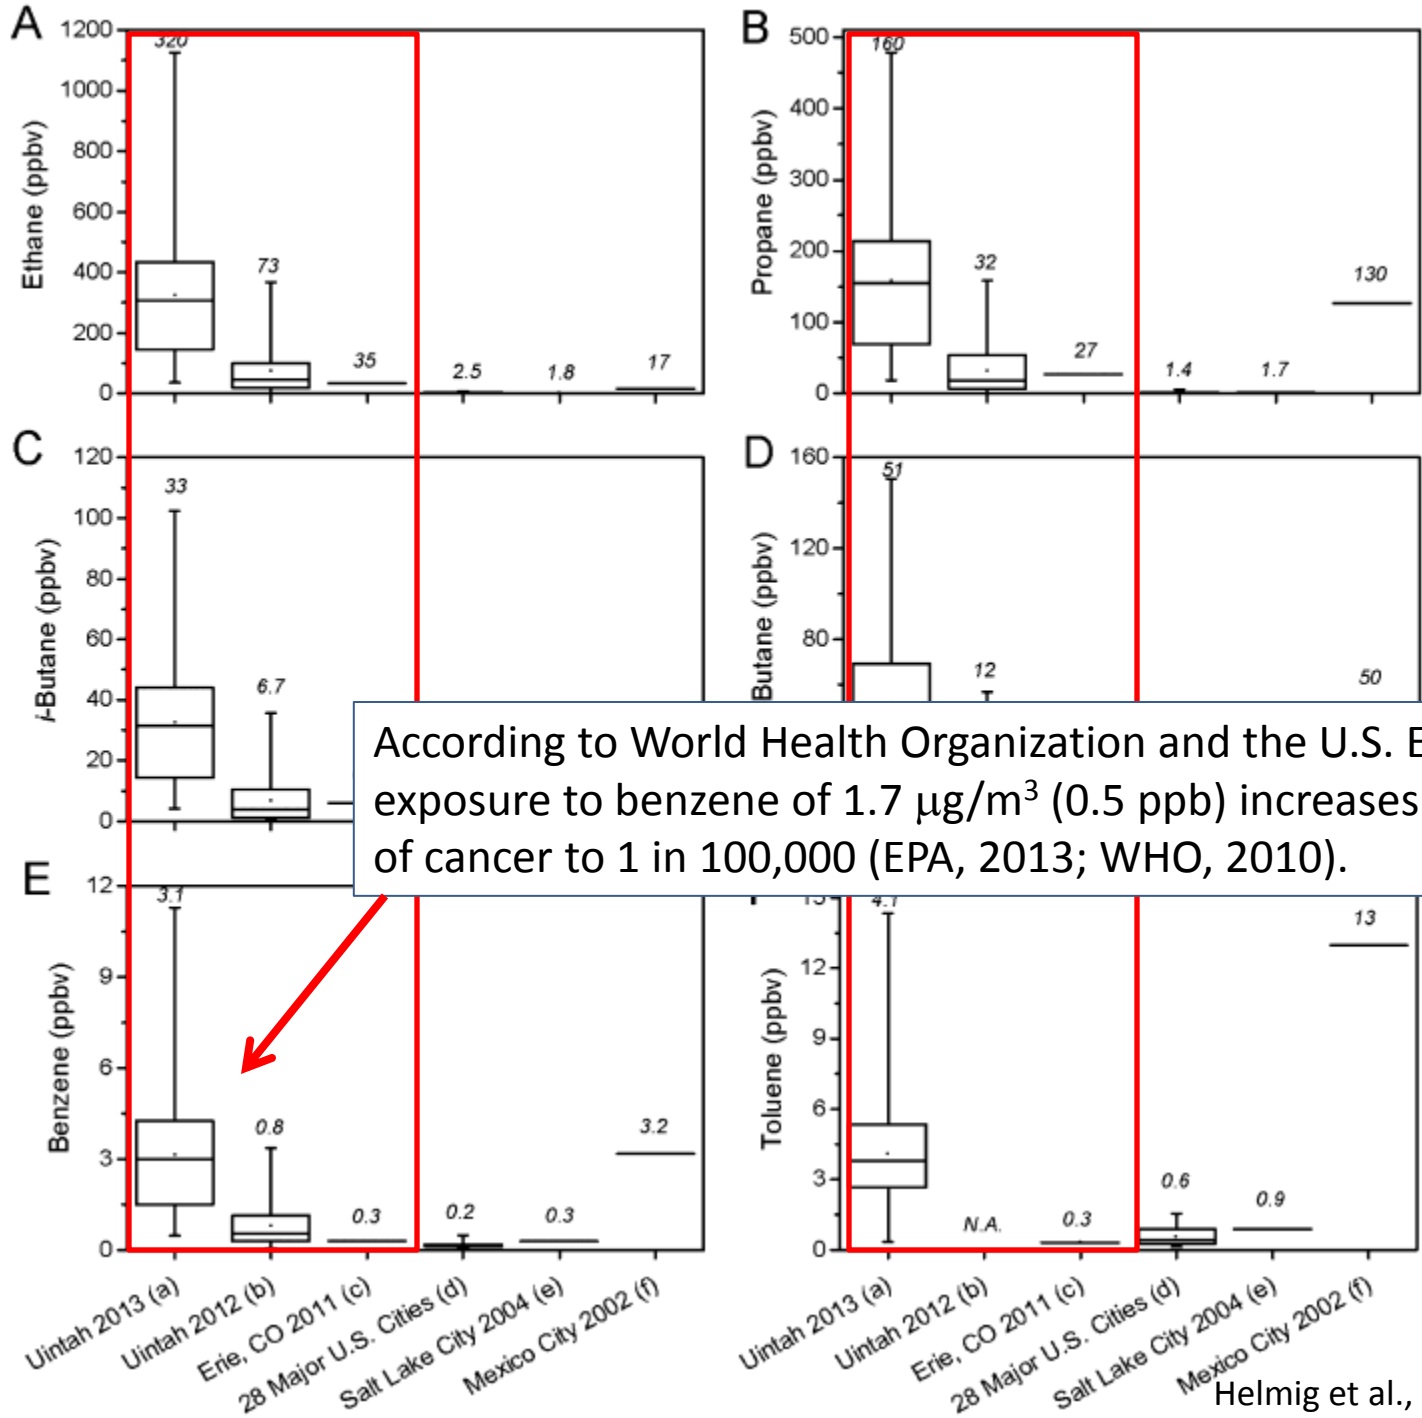 A
1200
1000
800
600
400
200
0
Ethane (ppbv)
320
73
35
2.5
1.8
17
B
500
400
300
200
100
0
Propane (ppbv)
160
32
27
1.4
1.7
130
C
120
100
80
60
40
20
0
i-Butane (ppbv)
33
6.7
D
160
120
80
Butane (ppbv)
51
12
50
According to World Health Organization and the U.S. E
exposure to benzene of 1.7 μg/m³ (0.5 ppb) increases
of cancer to 1 in 100,000 (EPA, 2013; WHO, 2010).
E
12
9
6
3
0
Benzene (ppbv)
3.1
0.8
0.3
0.2
0.3
3.2
15
12
9
6
3
0
Toluene (ppbv)
4.1
N.A.
0.3
0.6
0.9
13
Uintah 2013 (a)
Uintah 2012 (b)
Erie, CO 2011 (c)
28 Major U.S. Cities (d)
Salt Lake City 2004 (e)
Mexico City 2002 (f)
Uintah 2013 (a)
Uintah 2012 (b)
Erie, CO 2011 (c)
28 Major U.S. Cities (d)
Salt Lake City 2004 (e)
Mexico City 2002 (f)
Helmig et al.,